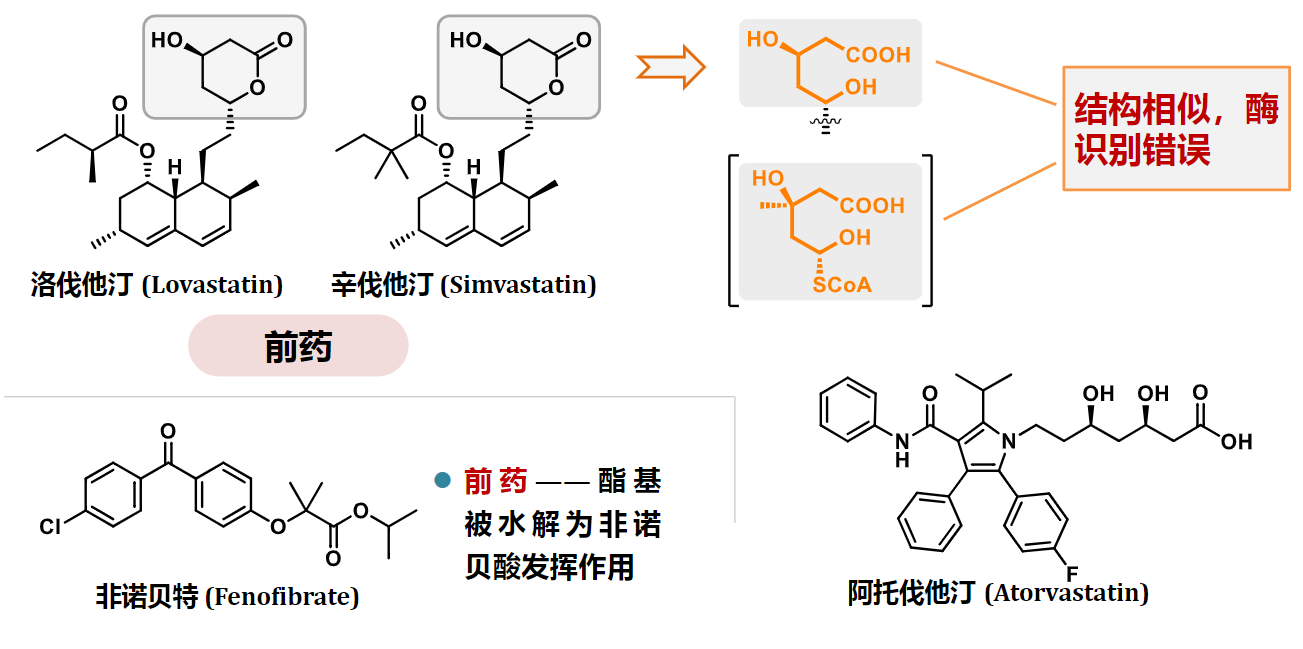 HO
O
O
O
O
H
洛伐他汀 (Lovastatin)
HO
O
O
O
O
H
辛伐他汀 (Simvastatin)
前药
HO
COOH
OH
HO
COOH
OH
SCoA
结构相似，酶
识别错误
O
Cl
O
O
O
非诺贝特 (Fenofibrate)
前药——酯基
被水解为非诺
贝酸发挥作用
O
N
H
N
OH
OH
O
OH
F
阿托伐他汀 (Atorvastatin)